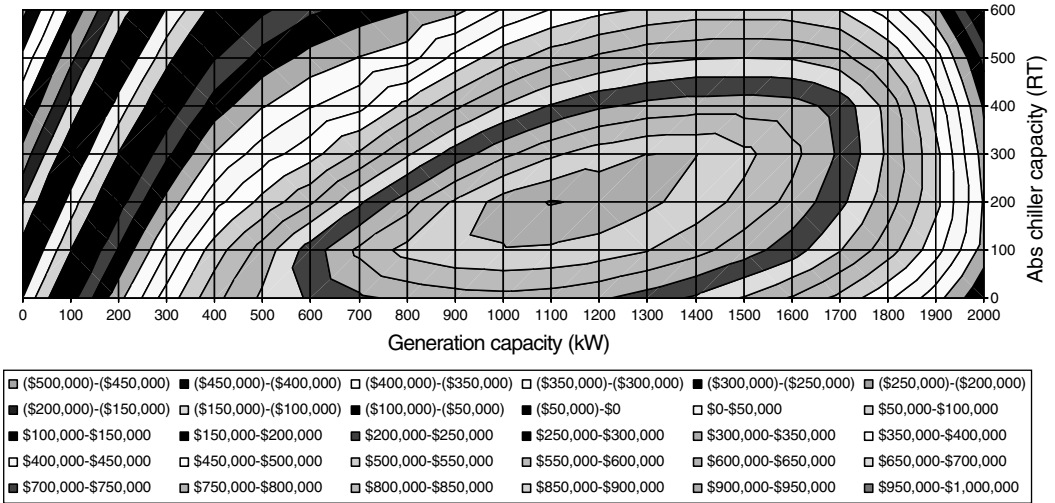 600
500
400
300
200
100
0
Abs chiller capacity (RT)
0 100 200 300 400 500 600 700 800 900 1000 1100 1200 1300 1400 1500 1600 1700 1800 1900 2000
Generation capacity (kW)
($500,000)-($450,000) ($450,000)-($400,000) ($400,000)-($350,000) ($350,000)-($300,000) ($300,000)-($250,000) ($250,000)-($200,000)
($200,000)-($150,000) ($150,000)-($100,000) ($100,000)-($50,000) ($50,000)-$0 $0-$50,000 $50,000-$100,000
$100,000-$150,000 $150,000-$200,000 $200,000-$250,000 $250,000-$300,000 $300,000-$350,000 $350,000-$400,000
$400,000-$450,000 $450,000-$500,000 $500,000-$550,000 $550,000-$600,000 $600,000-$650,000 $650,000-$700,000
$700,000-$750,000 $750,000-$800,000 $800,000-$850,000 $850,000-$900,000 $900,000-$950,000 $950,000-$1,000,000